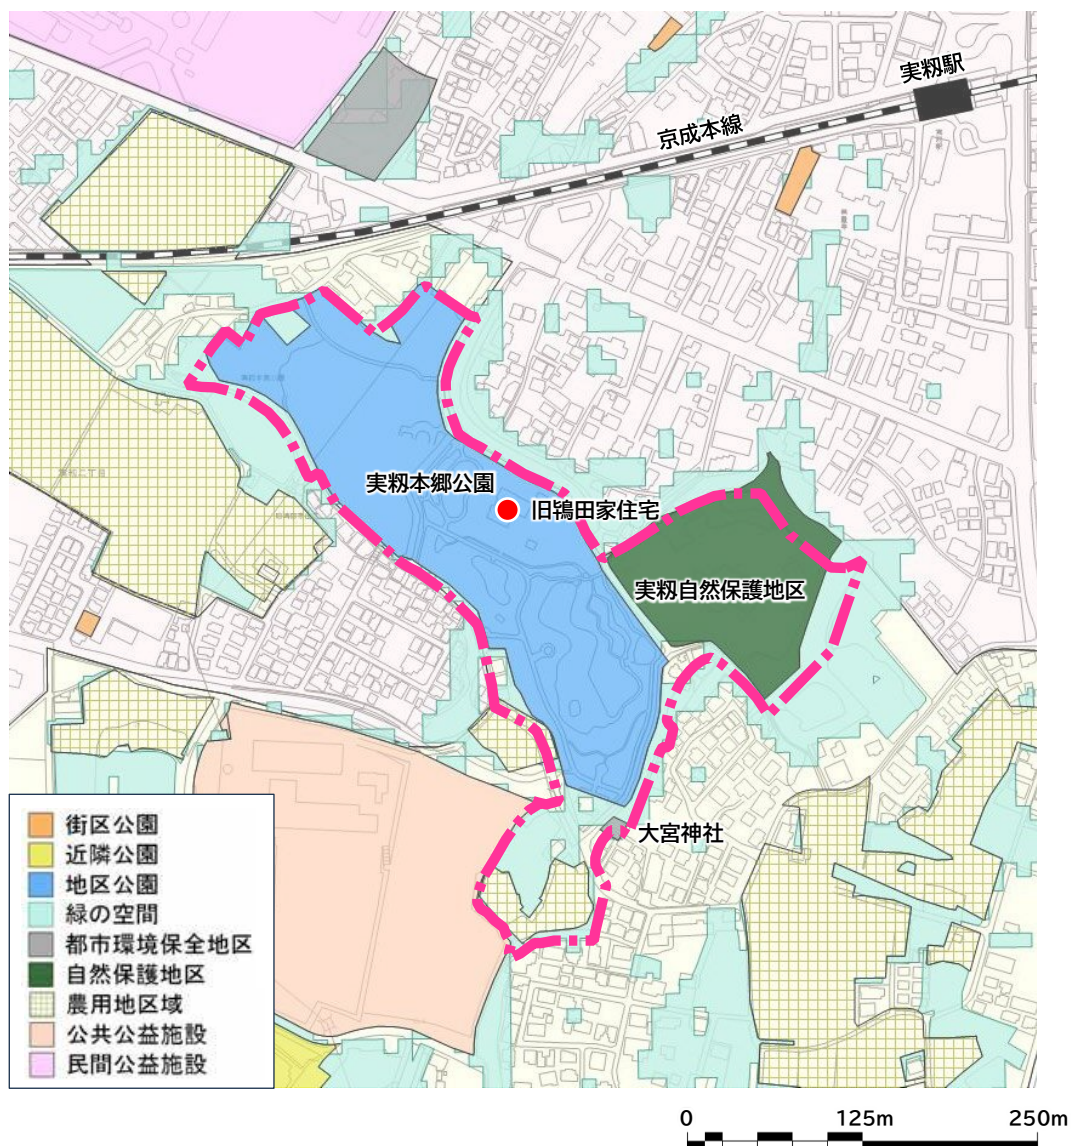 実籾駅
京成本線
実籾本郷公園
旧鴇田家住宅
実籾自然保護地区
大宮神社
街区公園
近隣公園
地区公園
緑の空間
都市環境保全地区
自然保護地区
農用地区域
公共公益施設
民間公益施設
0 125m 250m